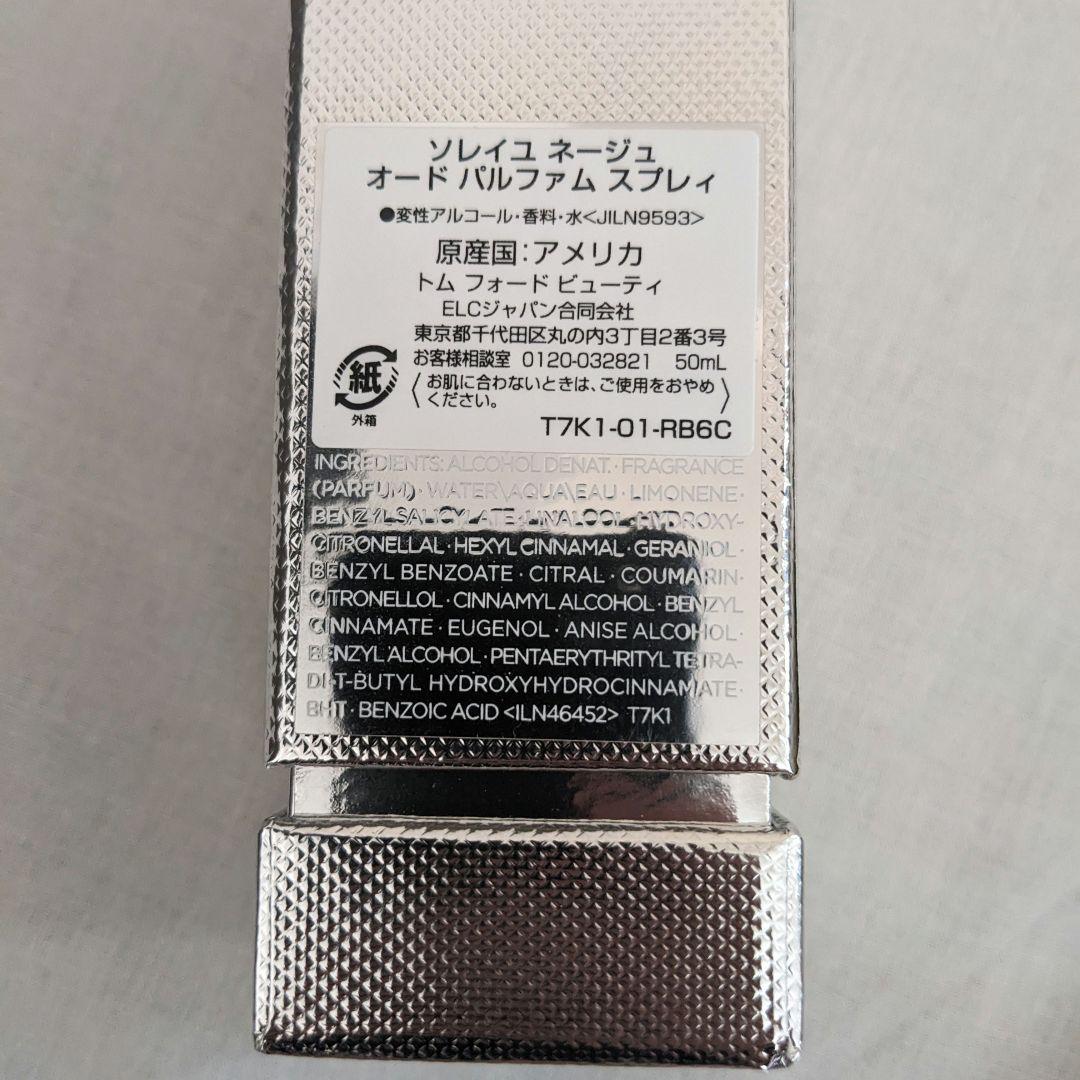 ソレイユ ネージュ
オード パルファム スプレィ
●変性アルコール・香料・水<JILN9593>
原産国:アメリカ
トム フォード ビューティ
ELCジャパン合同会社
東京都千代田区丸の内3丁目2番3号
お客様相談室 0120-032821 50mL
紙
外箱
〈お肌に合わないときは、ご使用をおやめ
ください。〉
T7K1-01-RB6C
INGREDIENTS: ALCOHOL DENAT. · FRAGRANCE
(PARFUM) · WATER\AQUA\EAU · LIMONENE ·
BENZYL SALICYLATE · LINALOOL · HYDROXY-
CITRONELLAL · HEXYL CINNAMAL · GERANIOL ·
BENZYL BENZOATE · CITRAL · COUMARIN ·
CITRONELLOL · CINNAMYL ALCOHOL · BENZYL
CINNAMATE · EUGENOL · ANISE ALCOHOL ·
BENZYL ALCOHOL · PENTAERYTHRITYL TETRA-
DI-T-BUTYL HYDROXYHYDROCINNAMATE ·
BHT · BENZOIC ACID <ILN46452> T7K1